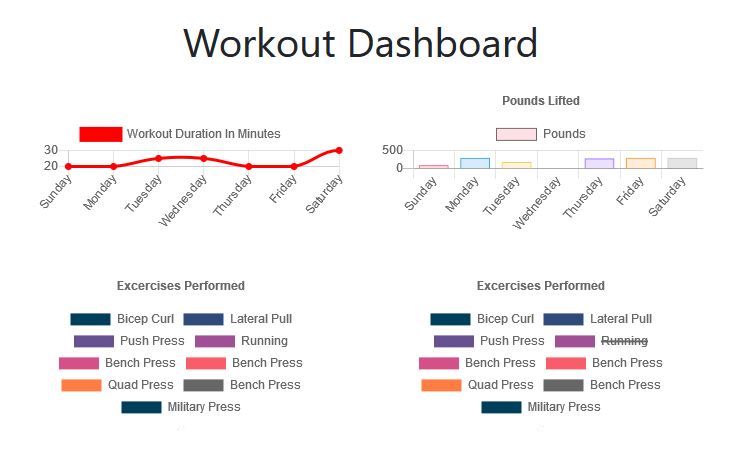 Workout Dashboard
Workout Duration In Minutes
30
20
Sunday
Monday
Tuesday
Wednesday
Thursday
Friday
Saturday
Pounds Lifted
Pounds
500
0
Sunday
Monday
Tuesday
Wednesday
Thursday
Friday
Saturday
Excercises Performed
Bicep Curl Lateral Pull
Push Press Running
Bench Press Bench Press
Quad Press Bench Press
Military Press
Excercises Performed
Bicep Curl Lateral Pull
Push Press Running
Bench Press Bench Press
Quad Press Bench Press
Military Press